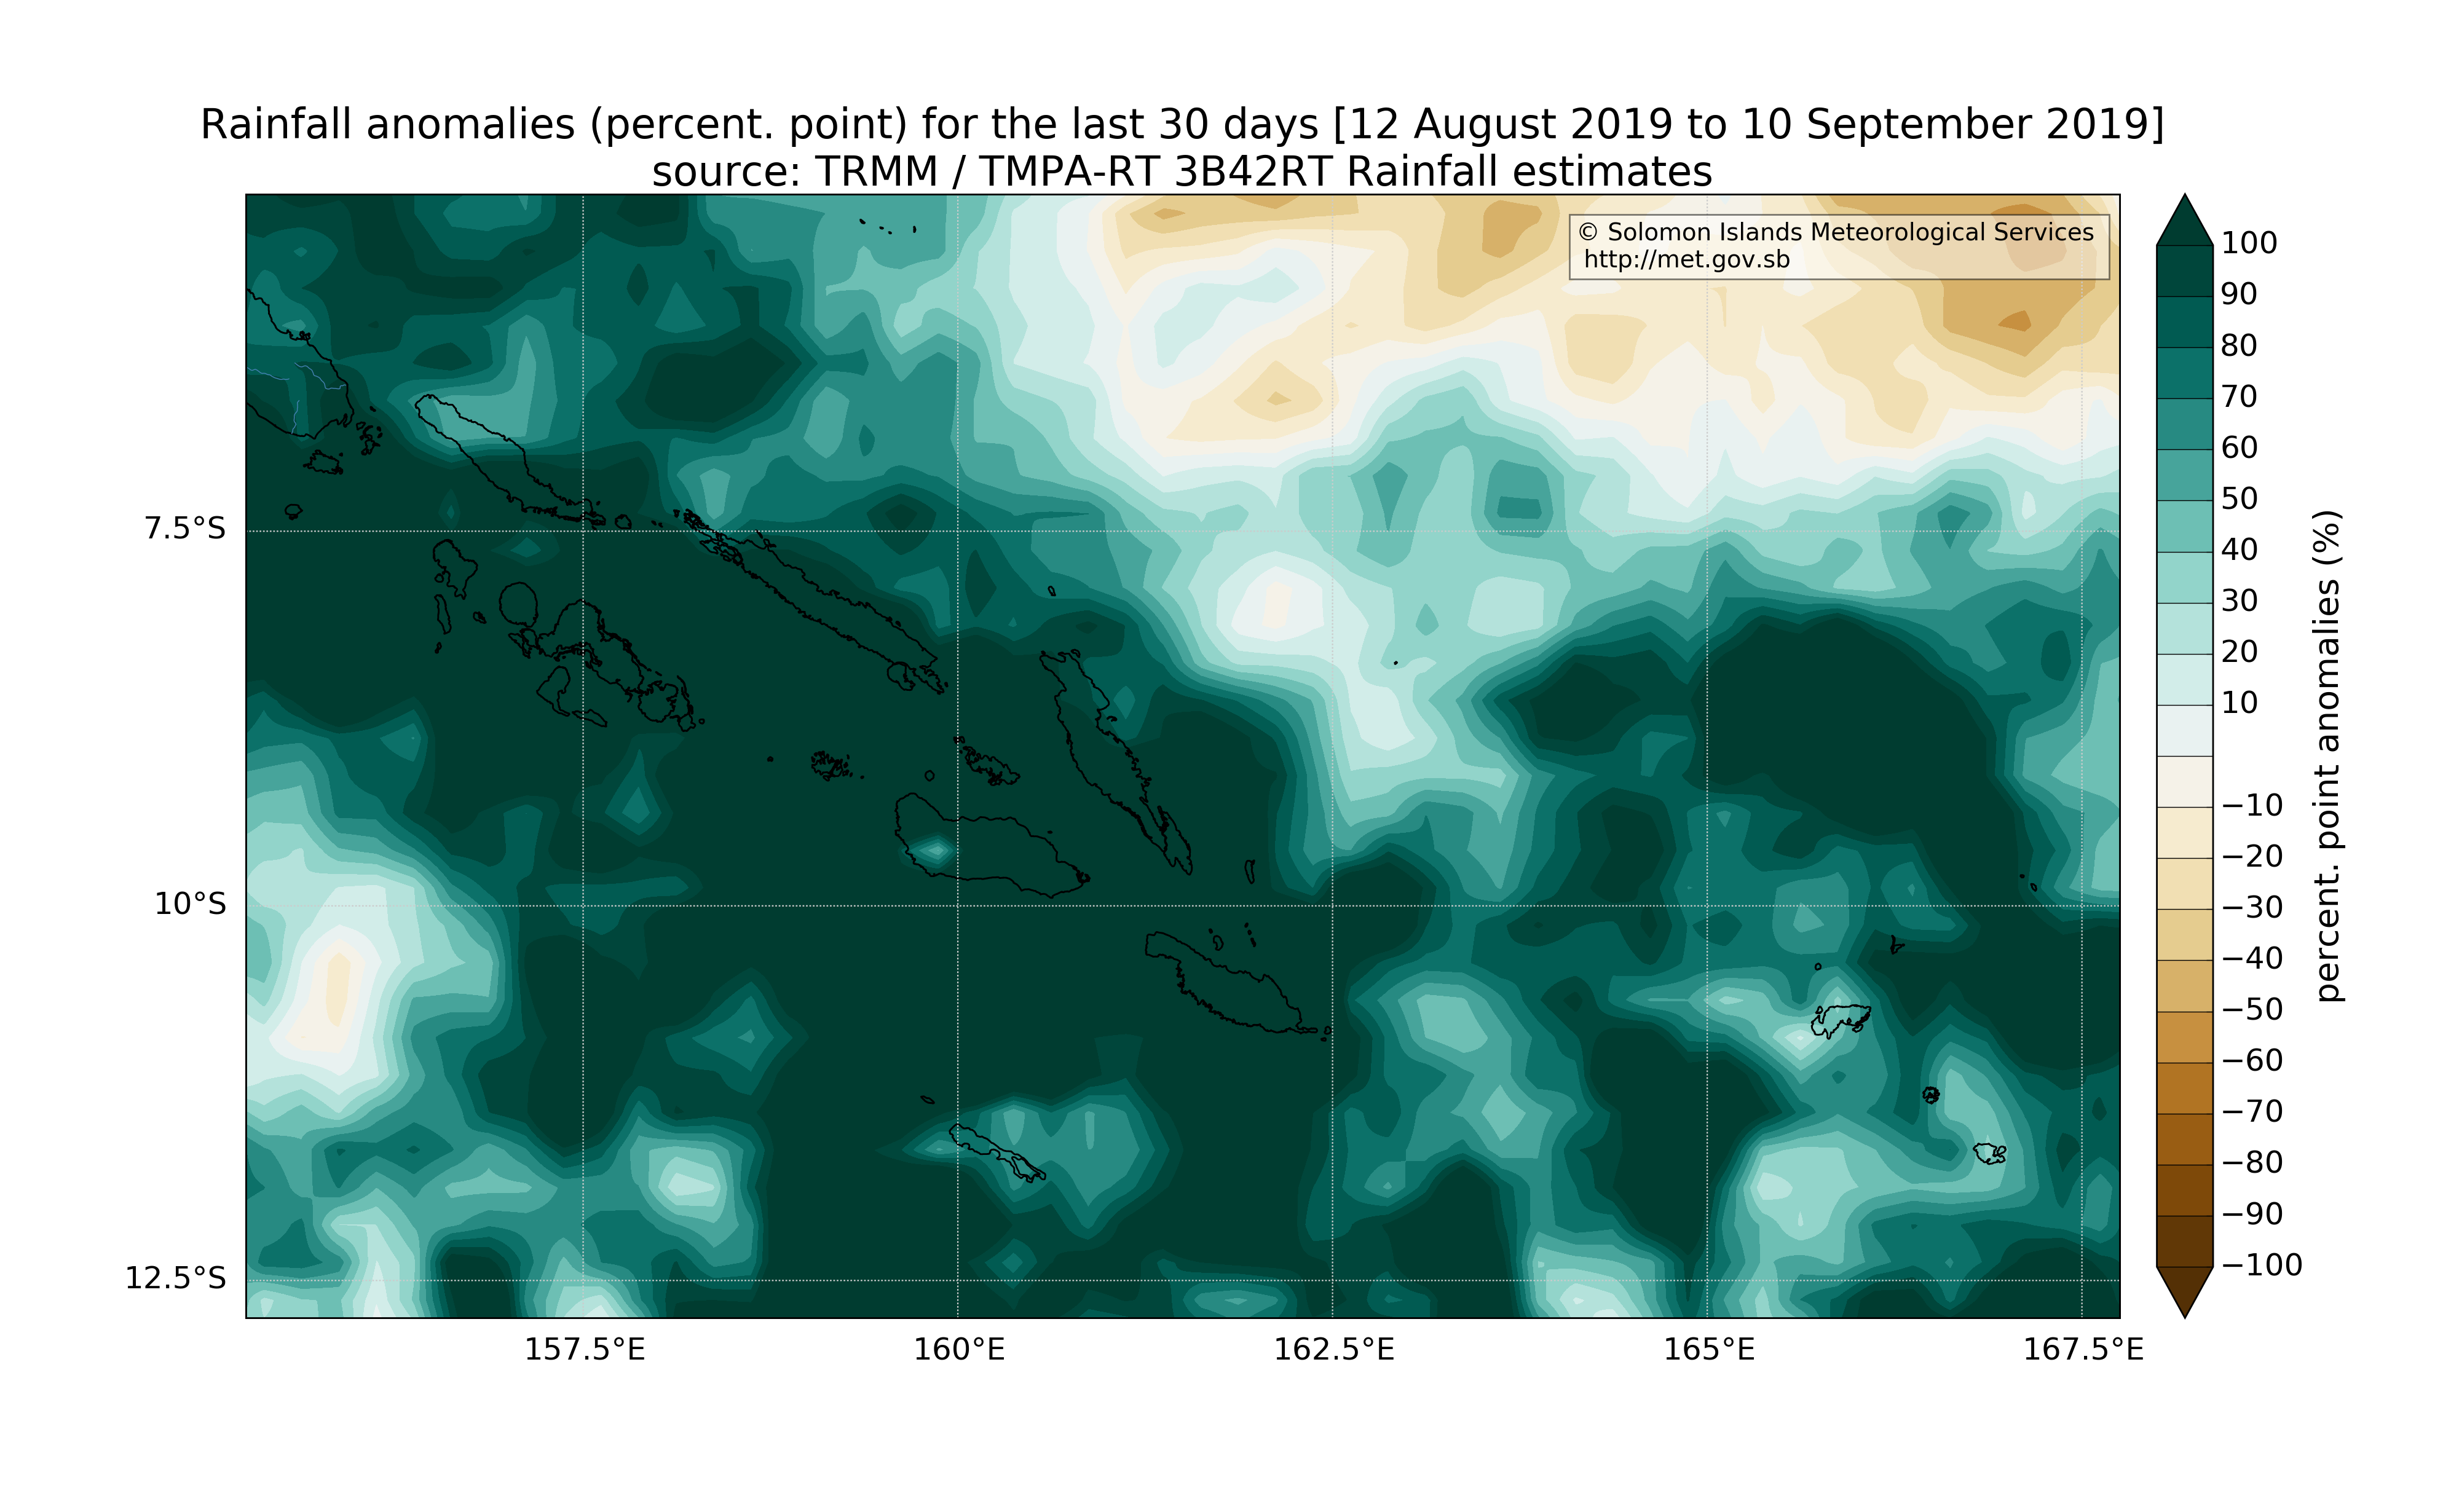 Rainfall anomalies (percent. point) for the last 30 days [12 August 2019 to 10 September 2019]
source: TRMM / TMPA-RT 3B42RT Rainfall estimates
© Solomon Islands Meteorological Services
http://met.gov.sb
7.5°S
10°S
12.5°S
157.5°E
160°E
162.5°E
165°E
167.5°E
100
90
80
70
60
50
40
30
20
10
−10
−20
−30
−40
−50
−60
−70
−80
−90
−100
percent. point anomalies (%)